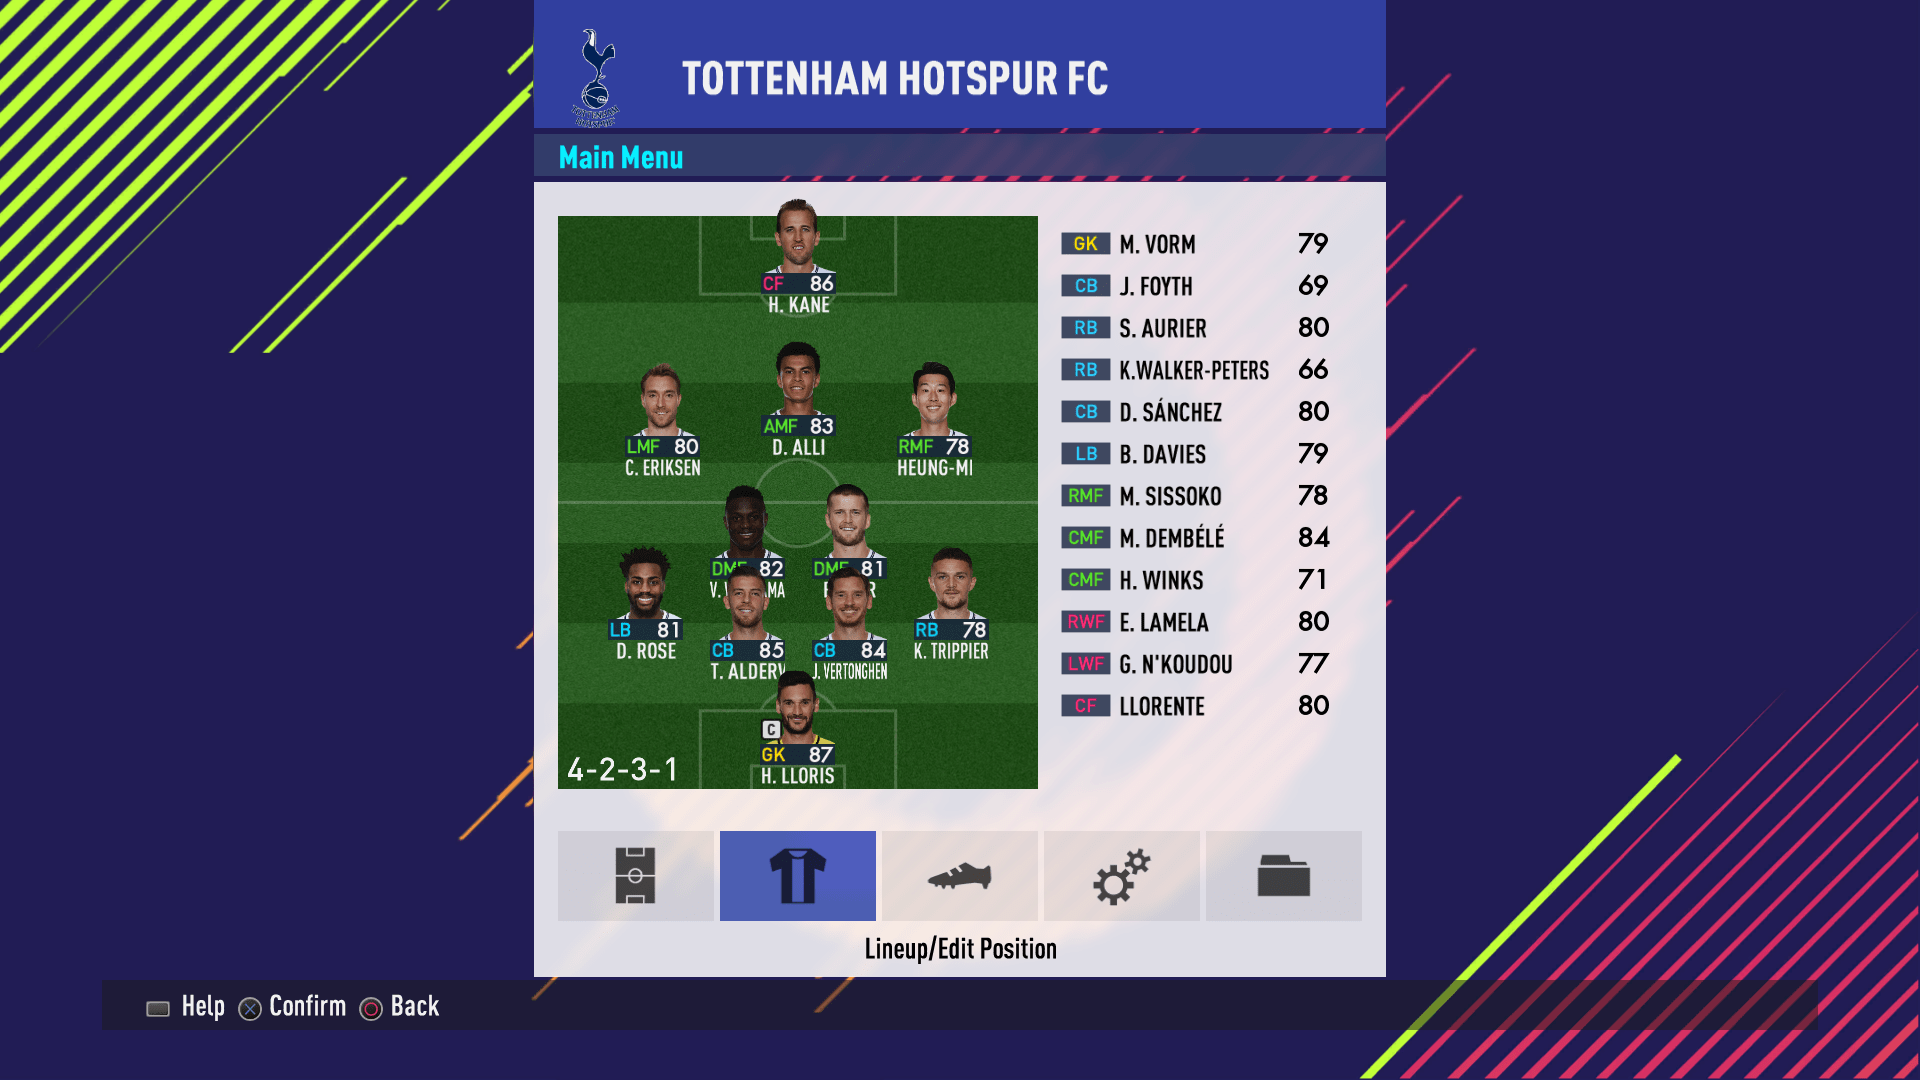 TOTTENHAM
HOTSPUR
TOTTENHAM HOTSPUR FC
Main Menu
CF 86
H. KANE
AMF 83
D. ALLI
LMF 80
C. ERIKSEN
RMF 78
HEUNG-MI
DMF 82
DMF 81
LB 81
D. ROSE
CB 85
T. ALDERV
CB 84
J. VERTONGHEN
RB 78
K. TRIPPIER
C
GK 87
H. LLORIS
4-2-3-1
GK M. VORM 79
CB J. FOYTH 69
RB S. AURIER 80
RB K.WALKER-PETERS 66
CB D. SÁNCHEZ 80
LB B. DAVIES 79
RMF M. SISSOKO 78
CMF M. DEMBÉLÉ 84
CMF H. WINKS 71
RWF E. LAMELA 80
LWF G. N'KOUDOU 77
CF LLORENTE 80
Lineup/Edit Position
Help Confirm Back